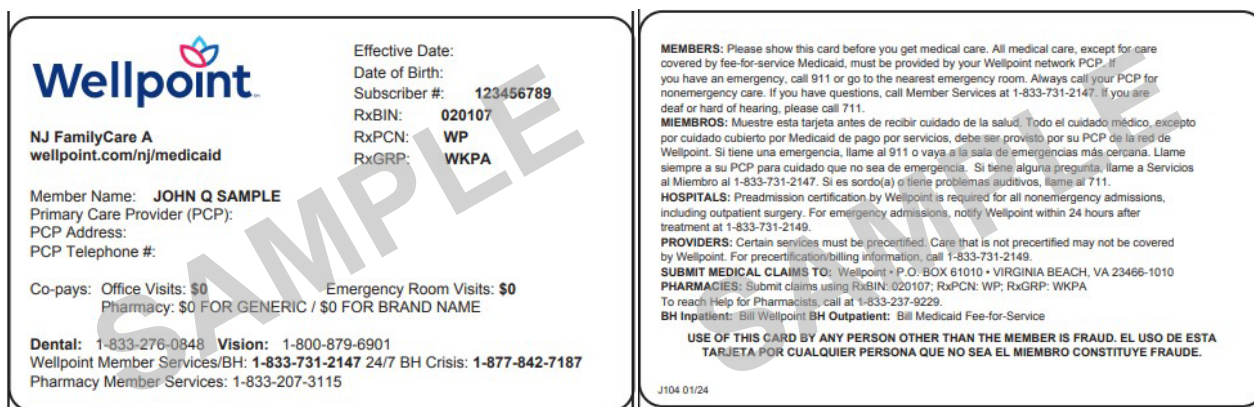 Wellpoint
NJ FamilyCare A
wellpoint.com/nj/medicaid
Effective Date:
Date of Birth:
Subscriber #: 123456789
RxBIN: 020107
RxPCN: WP
RxGRP: WKPA
Member Name: JOHN Q SAMPLE
Primary Care Provider (PCP):
PCP Address:
PCP Telephone #:
Co-pays: Office Visits: $0 Emergency Room Visits: $0
Pharmacy: $0 FOR GENERIC / $0 FOR BRAND NAME
Dental: 1-833-276-0848 Vision: 1-800-879-6901
Wellpoint Member Services/BH: 1-833-731-2147 24/7 BH Crisis: 1-877-842-7187
Pharmacy Member Services: 1-833-207-3115
SAMPLE
MEMBERS: Please show this card before you get medical care. All medical care, except for care
covered by fee-for-service Medicaid, must be provided by your Wellpoint network PCP. If
you have an emergency, call 911 or go to the nearest emergency room. Always call your PCP for
nonemergency care. If you have questions, call Member Services at 1-833-731-2147. If you are
deaf or hard of hearing, please call 711.
MIEMBROS: Muestre esta tarjeta antes de recibir cuidado de la salud. Todo el cuidado médico, excepto
por cuidado cubierto por Medicaid de pago por servicios, debe ser provisto por su PCP de la red de
Wellpoint. Si tiene una emergencia, llame al 911 o vaya a la sala de emergencias más cercana. Llame
siempre a su PCP para cuidado que no sea de emergencia. Si tiene alguna pregunta, llame a Servicios
al Miembro al 1-833-731-2147. Si es sordo(a) o tiene problemas auditivos, llame al 711.
HOSPITALS: Preadmission certification by Wellpoint is required for all nonemergency admissions,
including outpatient surgery. For emergency admissions, notify Wellpoint within 24 hours after
treatment at 1-833-731-2149.
PROVIDERS: Certain services must be precertified. Care that is not precertified may not be covered
by Wellpoint. For precertification/billing information, call 1-833-731-2149.
SUBMIT MEDICAL CLAIMS TO: Wellpoint • P.O. BOX 61010 • VIRGINIA BEACH, VA 23466-1010
PHARMACIES: Submit claims using RxBIN: 020107; RxPCN: WP; RxGRP: WKPA
To reach Help for Pharmacists, call at 1-833-237-9229.
BH Inpatient: Bill Wellpoint BH Outpatient: Bill Medicaid Fee-for-Service
USE OF THIS CARD BY ANY PERSON OTHER THAN THE MEMBER IS FRAUD. EL USO DE ESTA
TARJETA POR CUALQUIER PERSONA QUE NO SEA EL MIEMBRO CONSTITUYE FRAUDE.
J104 01/24
SAMPLE